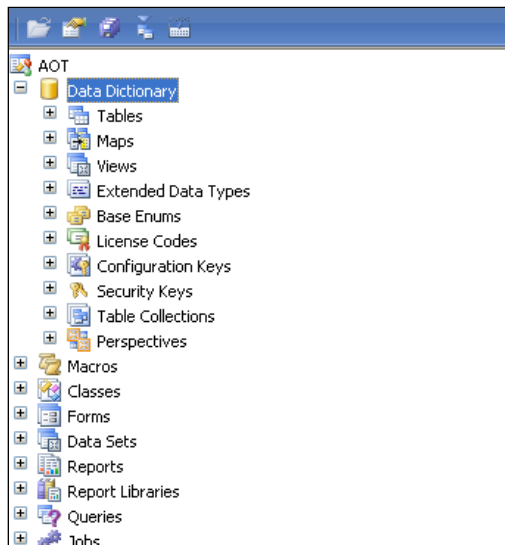 AOT
Data Dictionary
Tables
Maps
Views
Extended Data Types
Base Enums
License Codes
Configuration Keys
Security Keys
Table Collections
Perspectives
Macros
Classes
Forms
Data Sets
Reports
Report Libraries
Queries
Jobs